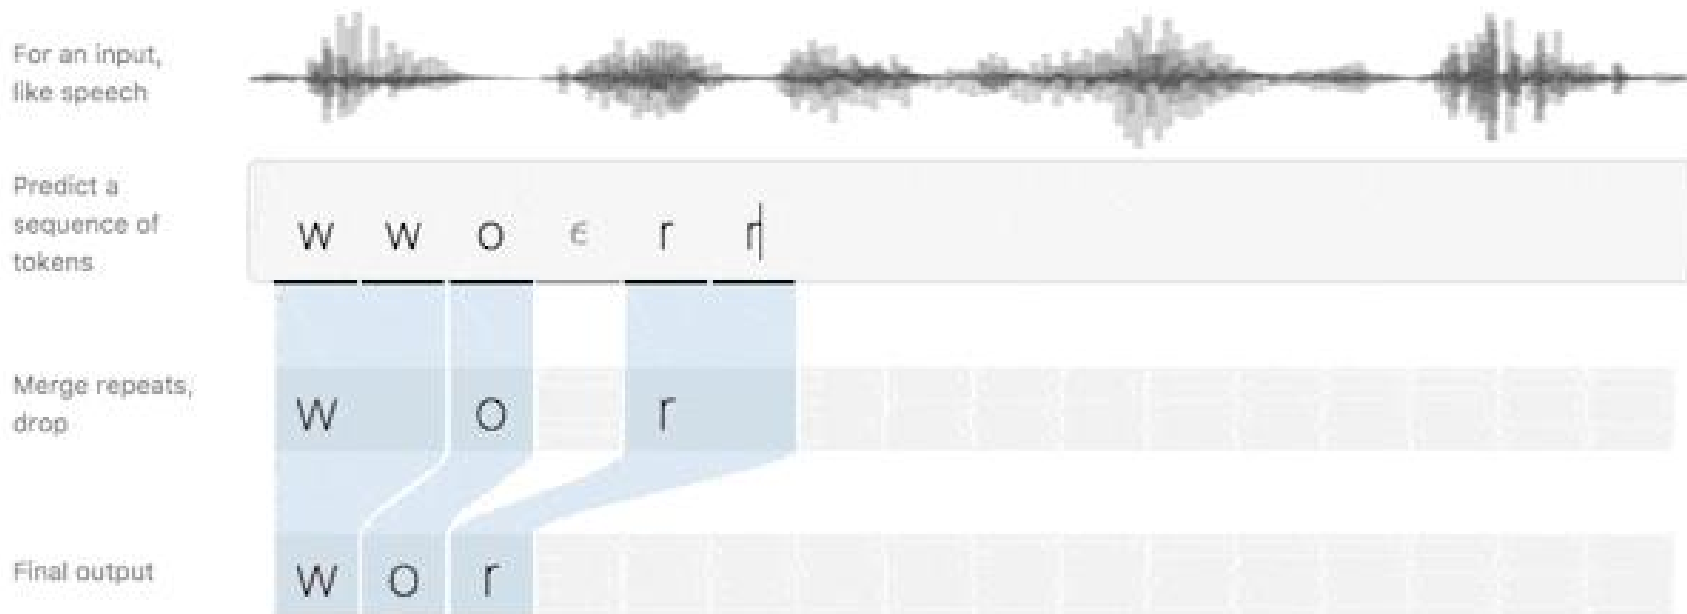 For an input,
like speech
Predict a
sequence of
tokens
w w o ϵ r r
Merge repeats,
drop
w o r
Final output
w o r